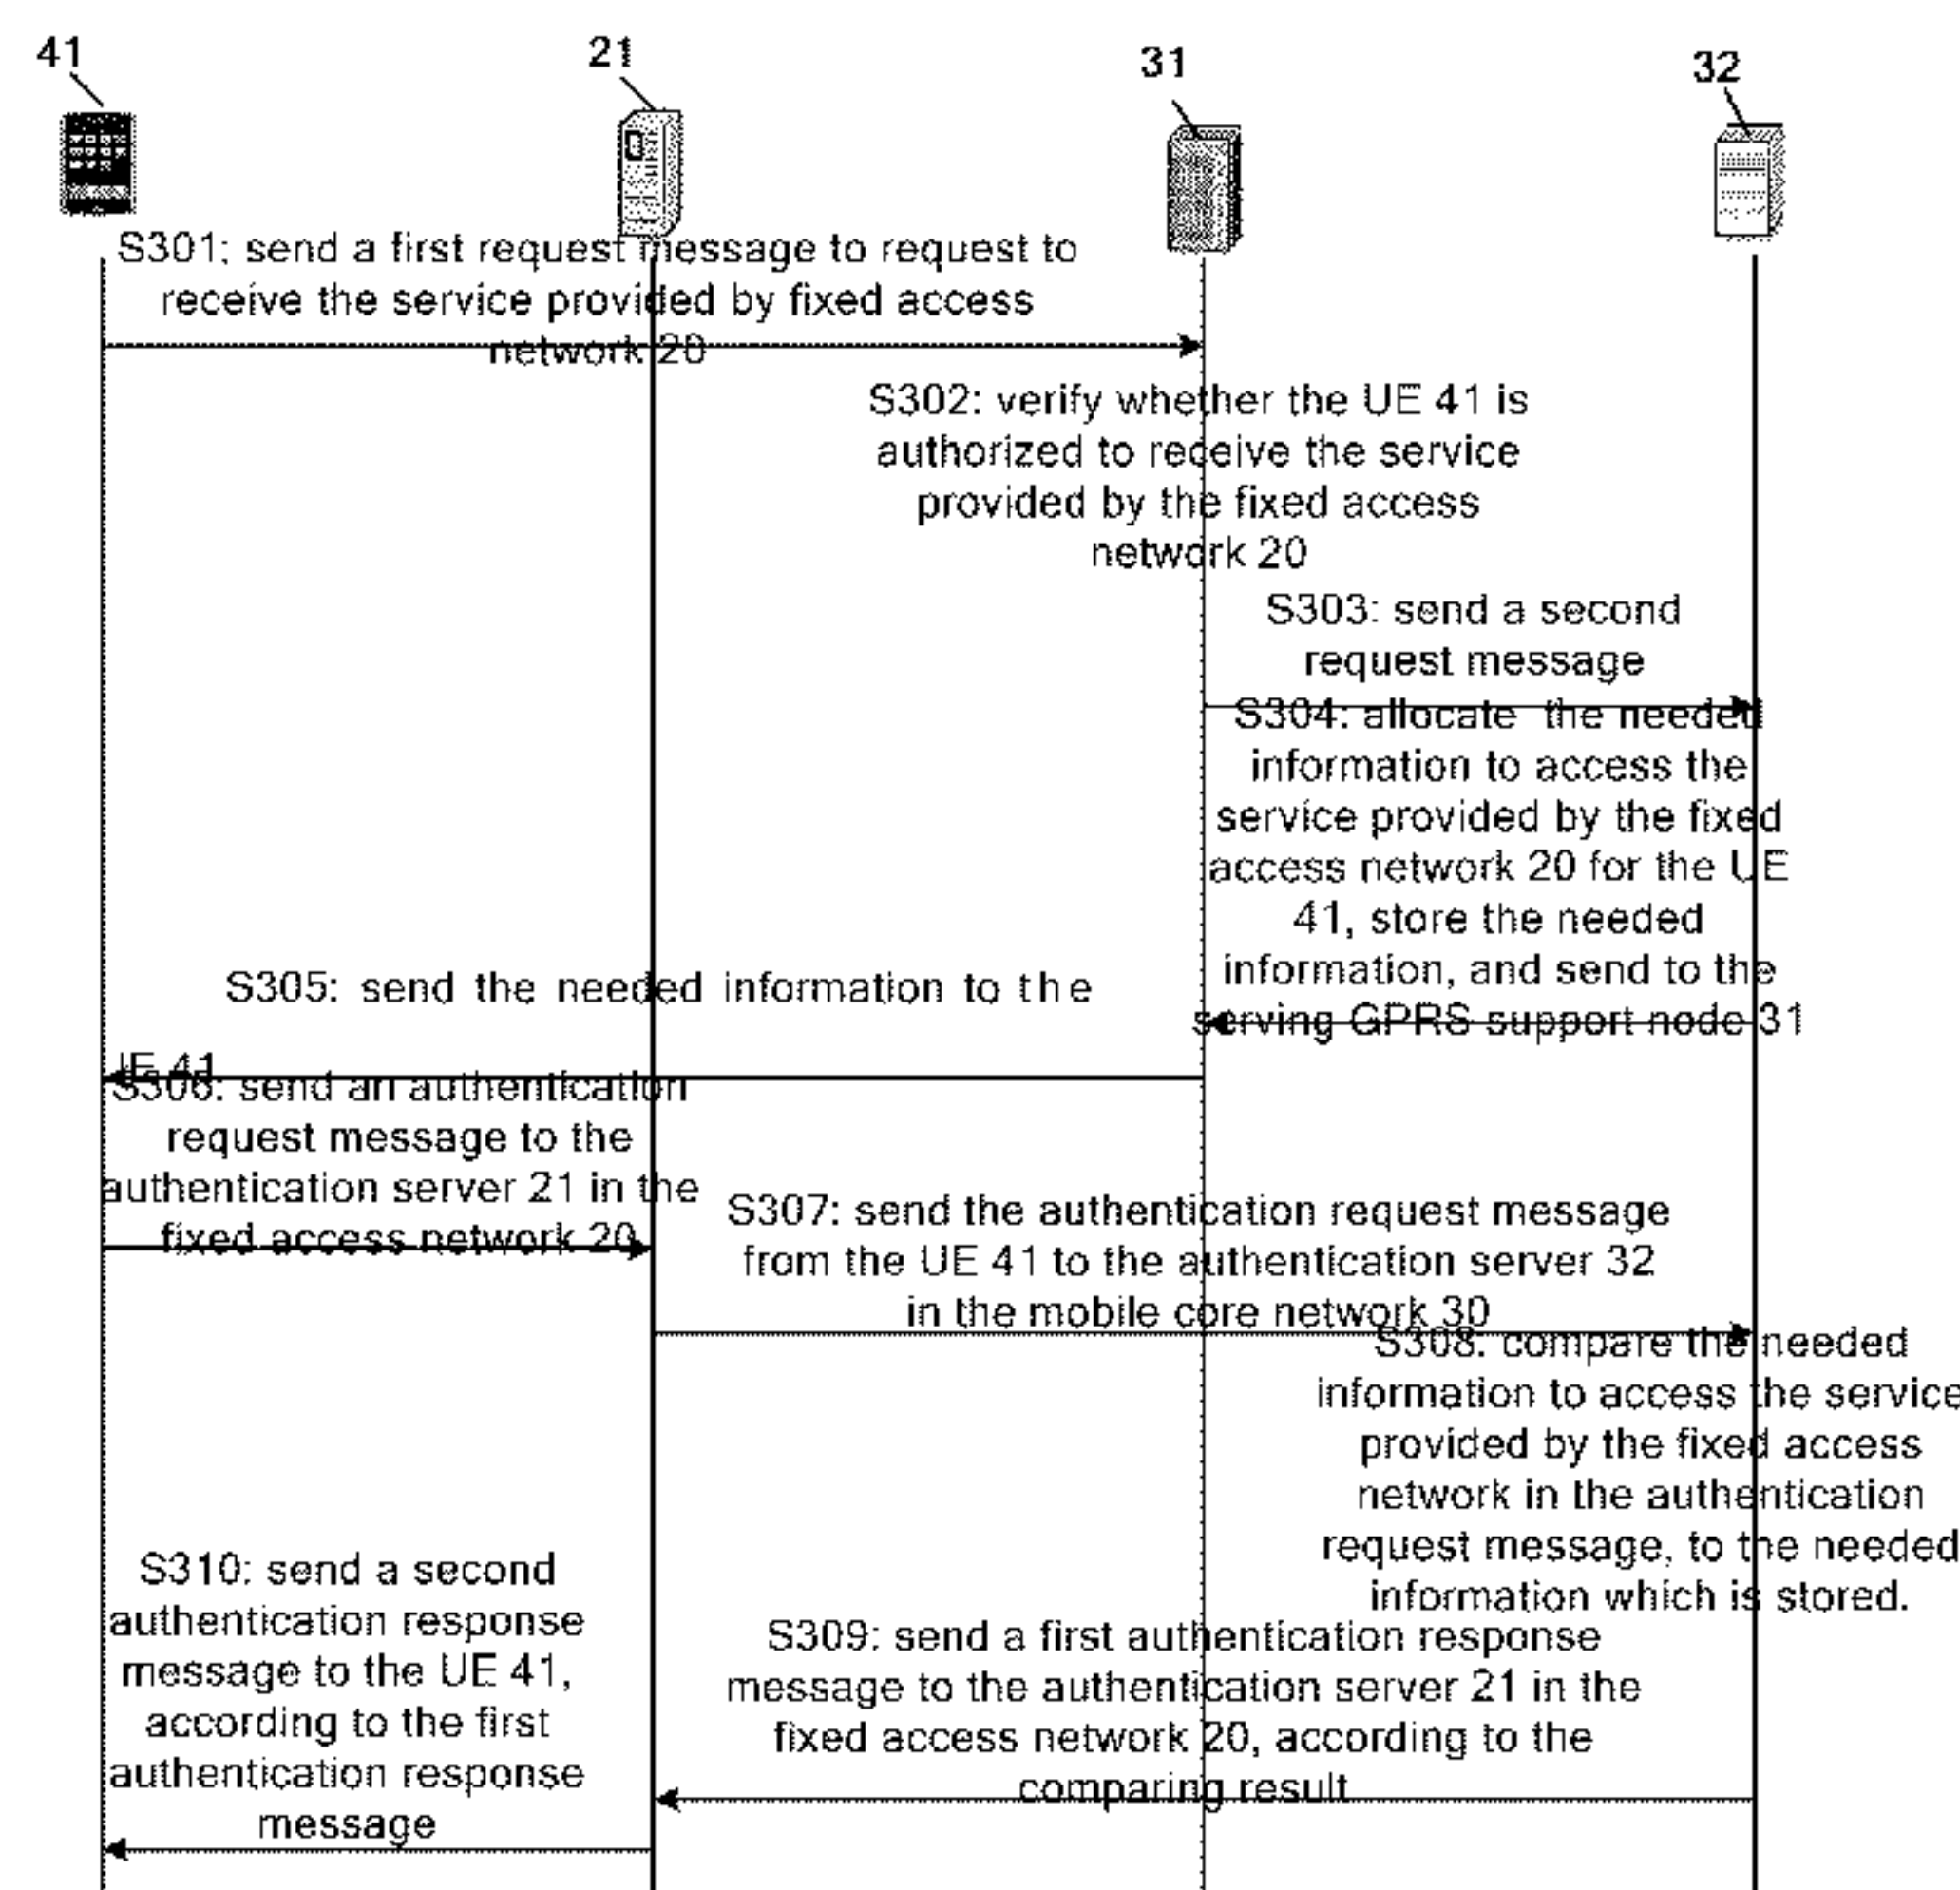 41
21
31
32
S301: send a first request message to request to
receive the service provided by fixed access
network 20
S302: verify whether the UE 41 is
authorized to receive the service
provided by the fixed access
network 20
S303: send a second
request message
S304: allocate the needed
information to access the
service provided by the fixed
access network 20 for the UE
41, store the needed
information, and send to the
serving GPRS support node 31
S305: send the needed information to the
UE 41
S306: send an authentication
request message to the
authentication server 21 in the
fixed access network 20
S307: send the authentication request message
from the UE 41 to the authentication server 32
in the mobile core network 30
S308: compare the needed
information to access the service
provided by the fixed access
network in the authentication
request message, to the needed
information which is stored.
S309: send a first authentication response
message to the authentication server 21 in the
fixed access network 20, according to the
comparing result
S310: send a second
authentication response
message to the UE 41,
according to the first
authentication response
message